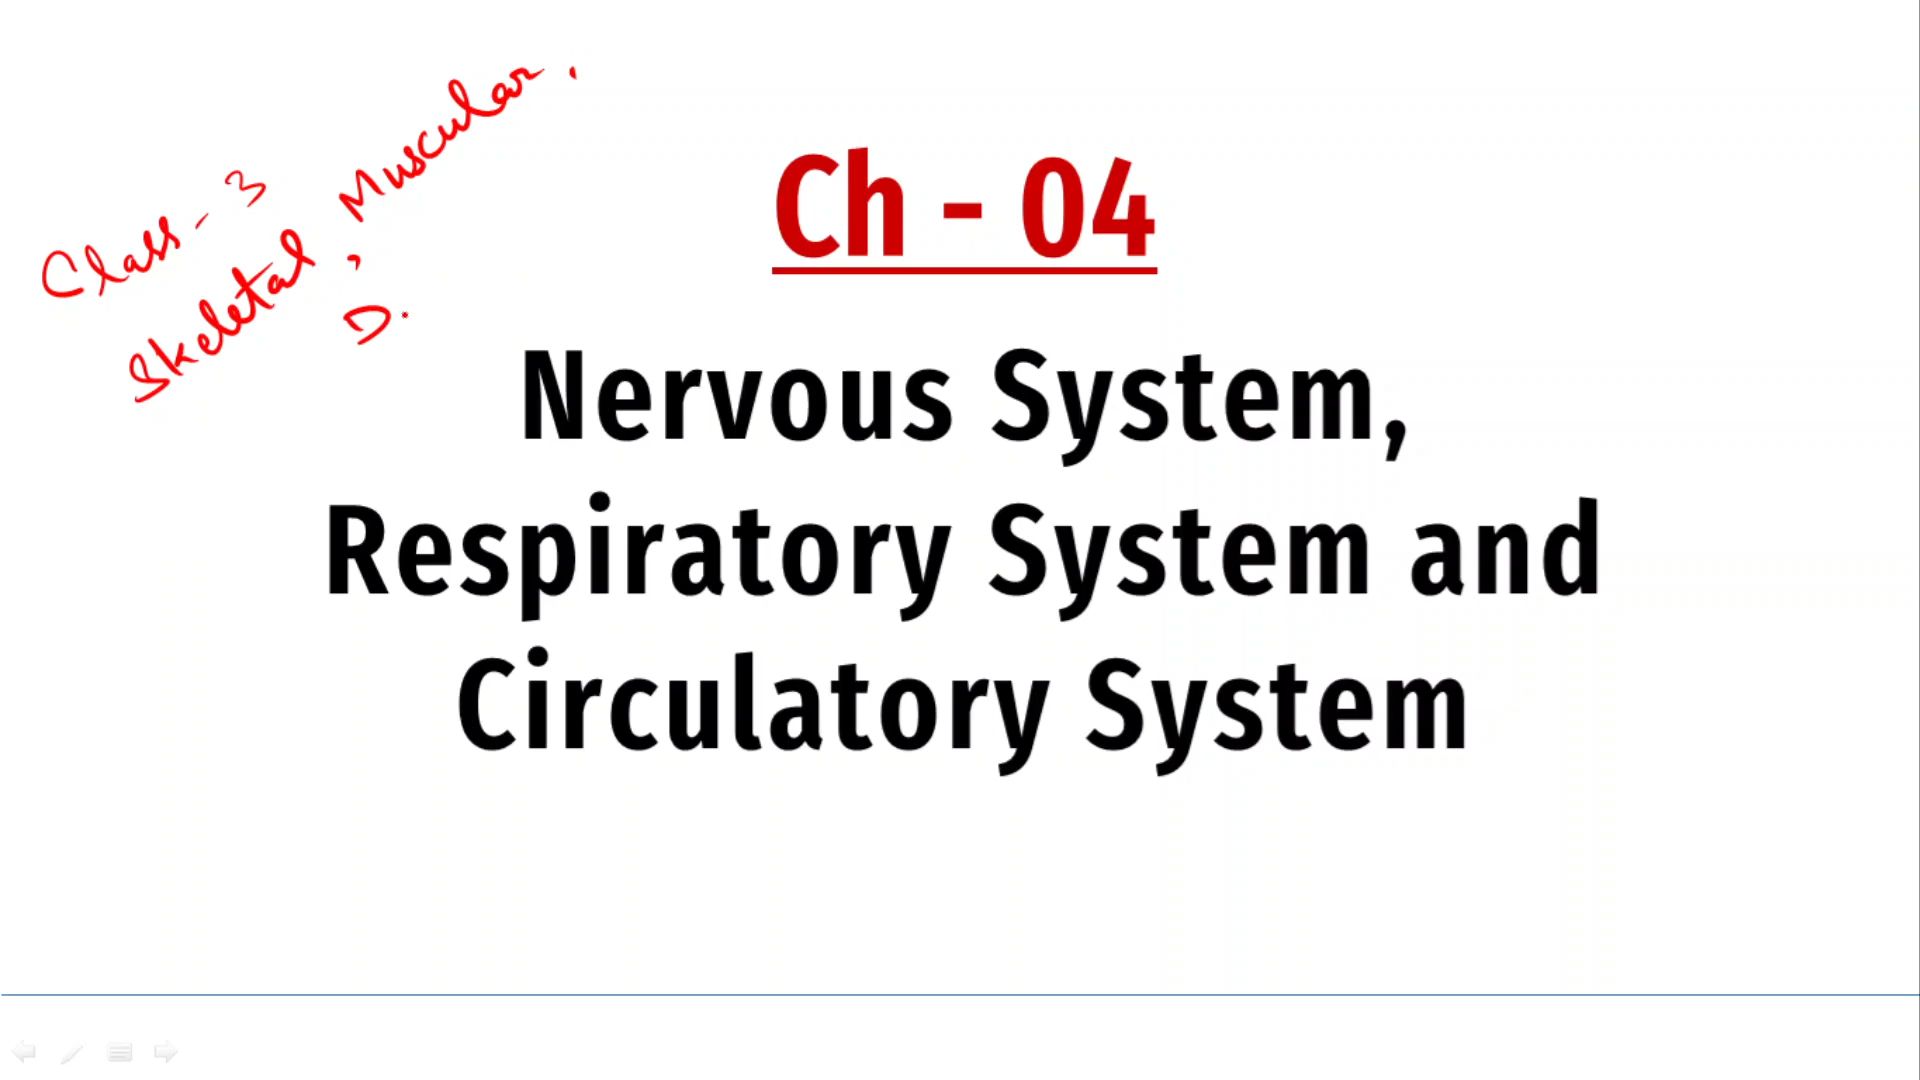 Class - 3
Skeletal, Muscular.
D.
Ch - 04
Nervous System,
Respiratory System and
Circulatory System